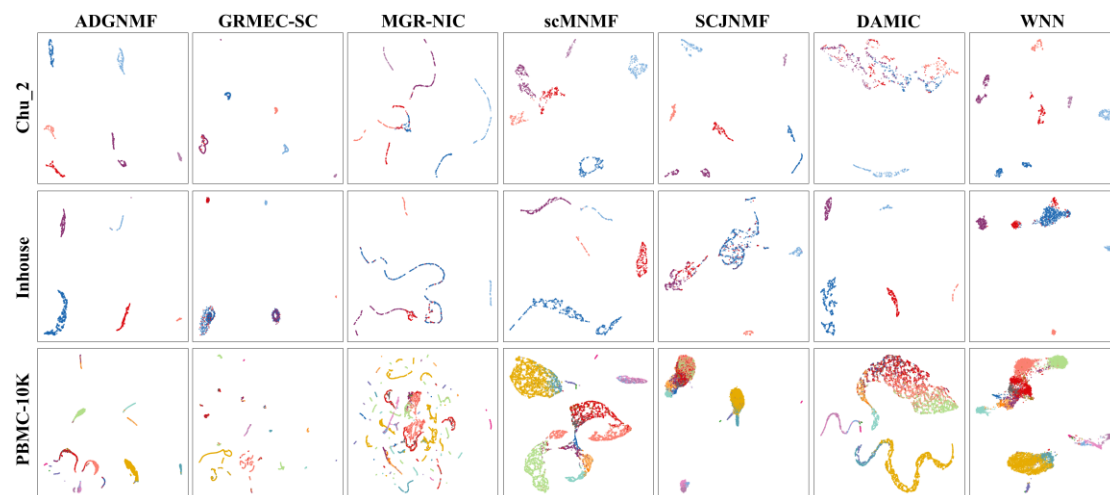 ADGNMF GRMEC-SC MGR-NIC scMNMF SCJNMF DAMIC WNN
Chu_2
Inhouse
PBMC-10K